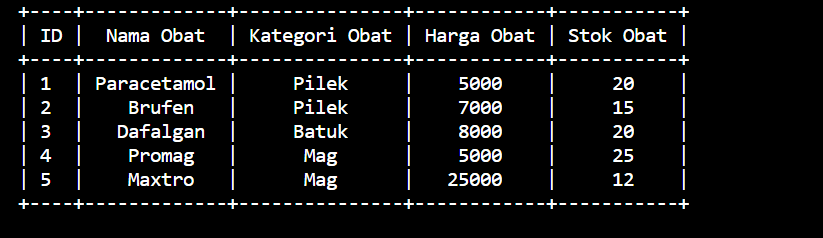 +----+-------------+---------------+------------+-----------+
| ID |  Nama Obat  | Kategori Obat | Harga Obat | Stok Obat |
+----+-------------+---------------+------------+-----------+
| 1  | Paracetamol |     Pilek     |    5000    |     20    |
| 2  |    Brufen   |     Pilek     |    7000    |     15    |
| 3  |   Dafalgan  |     Batuk     |    8000    |     20    |
| 4  |    Promag   |      Mag      |    5000    |     25    |
| 5  |    Maxtro   |      Mag      |   25000    |     12    |
+----+-------------+---------------+------------+-----------+